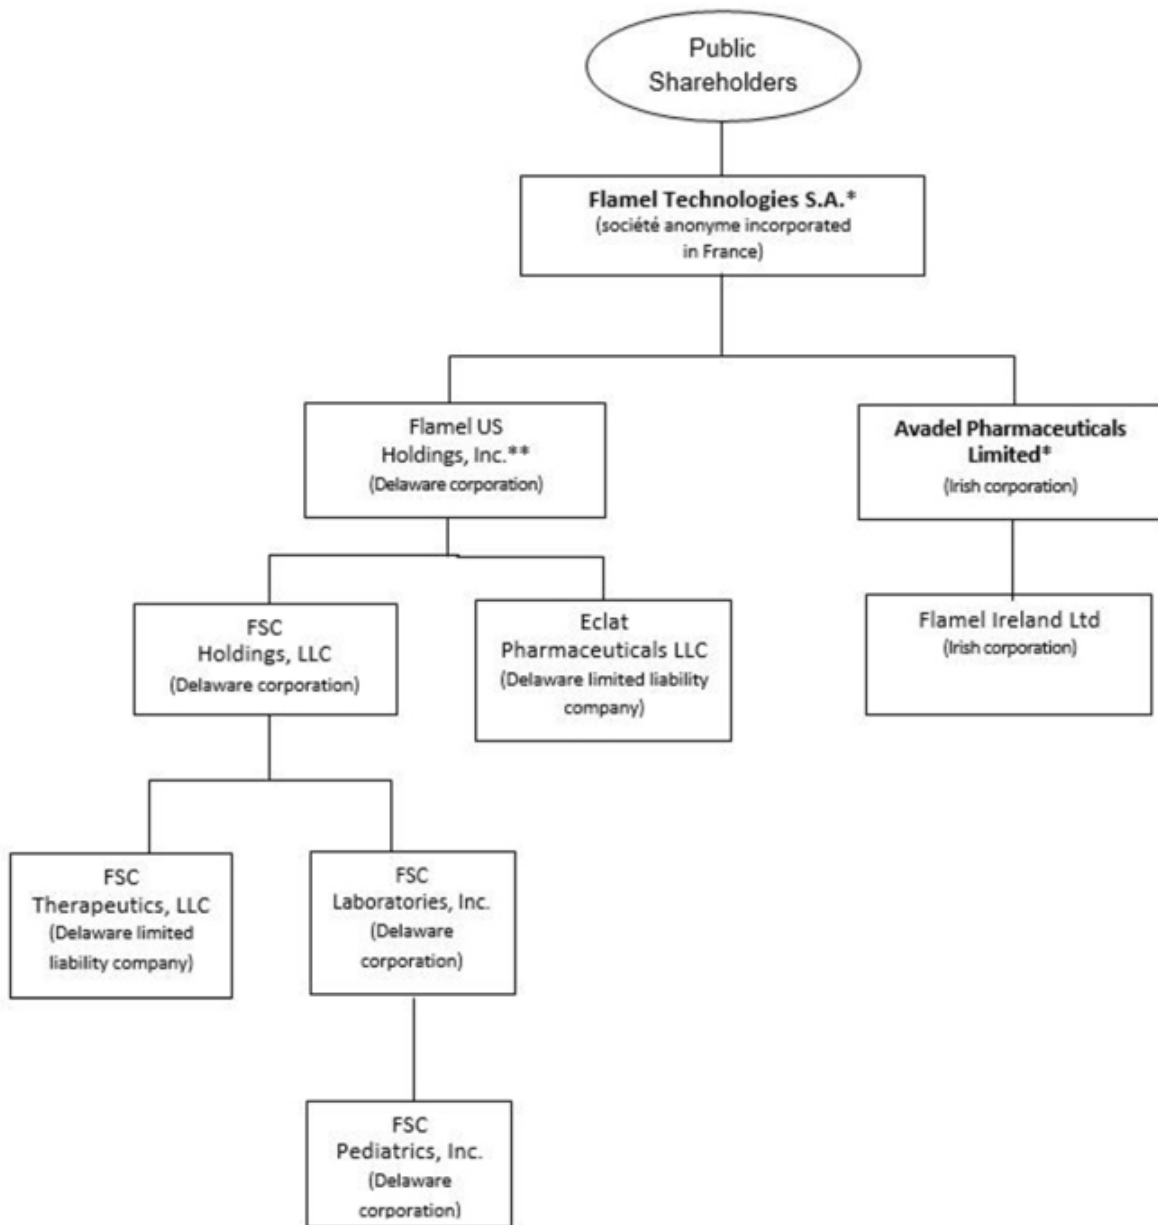 Public
Shareholders
Flamel Technologies S.A.*
(société anonyme incorporated
in France)
Flamel US
Holdings, Inc.**
(Delaware corporation)
Avadel Pharmaceuticals
Limited*
(Irish corporation)
FSC
Holdings, LLC
(Delaware corporation)
Eclat
Pharmaceuticals LLC
(Delaware limited liability
company)
Flamel Ireland Ltd
(Irish corporation)
FSC
Therapeutics, LLC
(Delaware limited
liability company)
FSC
Laboratories, Inc.
(Delaware
corporation)
FSC
Pediatrics, Inc.
(Delaware
corporation)